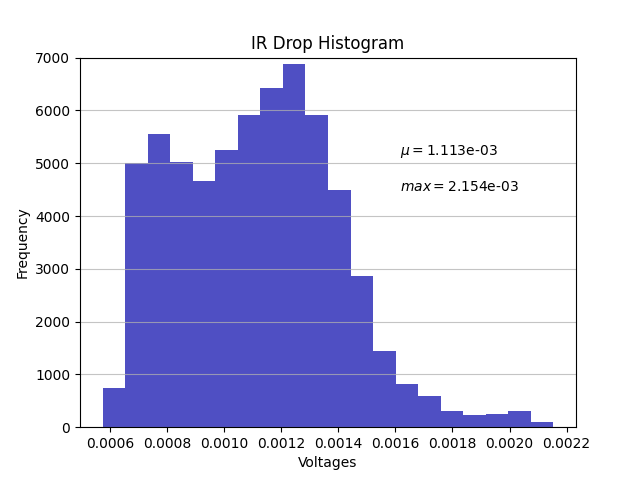 IR Drop Histogram
7000
6000
5000
4000
3000
2000
1000
0
Frequency
μ = 1.113e-03
max = 2.154e-03
0.0006 0.0008 0.0010 0.0012 0.0014 0.0016 0.0018 0.0020 0.0022
Voltages